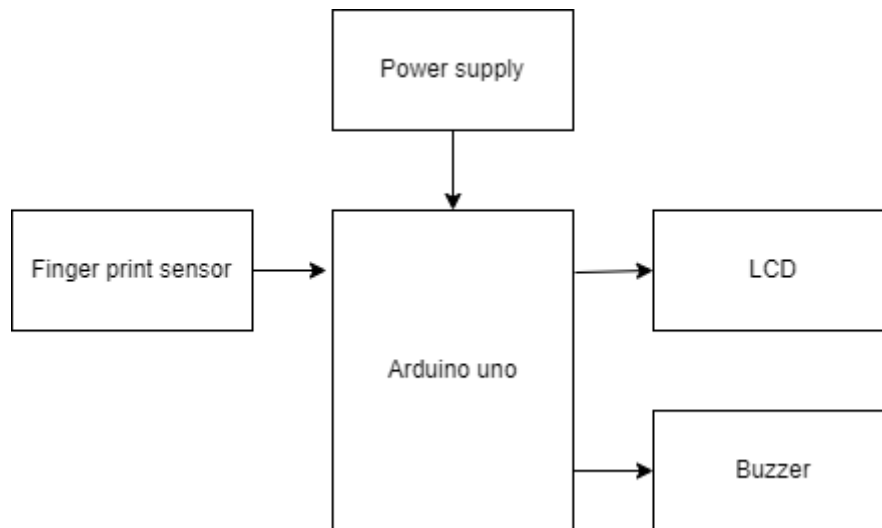 Power supply
Finger print sensor
LCD
Arduino uno
Buzzer